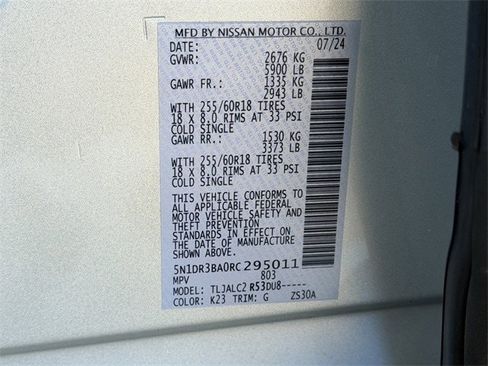 MFD BY NISSAN MOTOR CO., LTD.
DATE: 07/24
GVWR: 2676 KG
5900 LB
GAWR FR.: 1335 KG
2943 LB
WITH 255/60R18 TIRES
18 X 8.0 RIMS AT 33 PSI
COLD SINGLE
GAWR RR.: 1530 KG
3373 LB
WITH 255/60R18 TIRES
18 X 8.0 RIMS AT 33 PSI
COLD SINGLE
THIS VEHICLE CONFORMS TO
ALL APPLICABLE FEDERAL
MOTOR VEHICLE SAFETY AND
THEFT PREVENTION
STANDARDS IN EFFECT ON
THE DATE OF MANUFACTURE
SHOWN ABOVE.
5N1DR3BA0RC295011
MPV 803
MODEL: TLJALC2 R53DU8-----
COLOR: K23 TRIM: G ZS30A